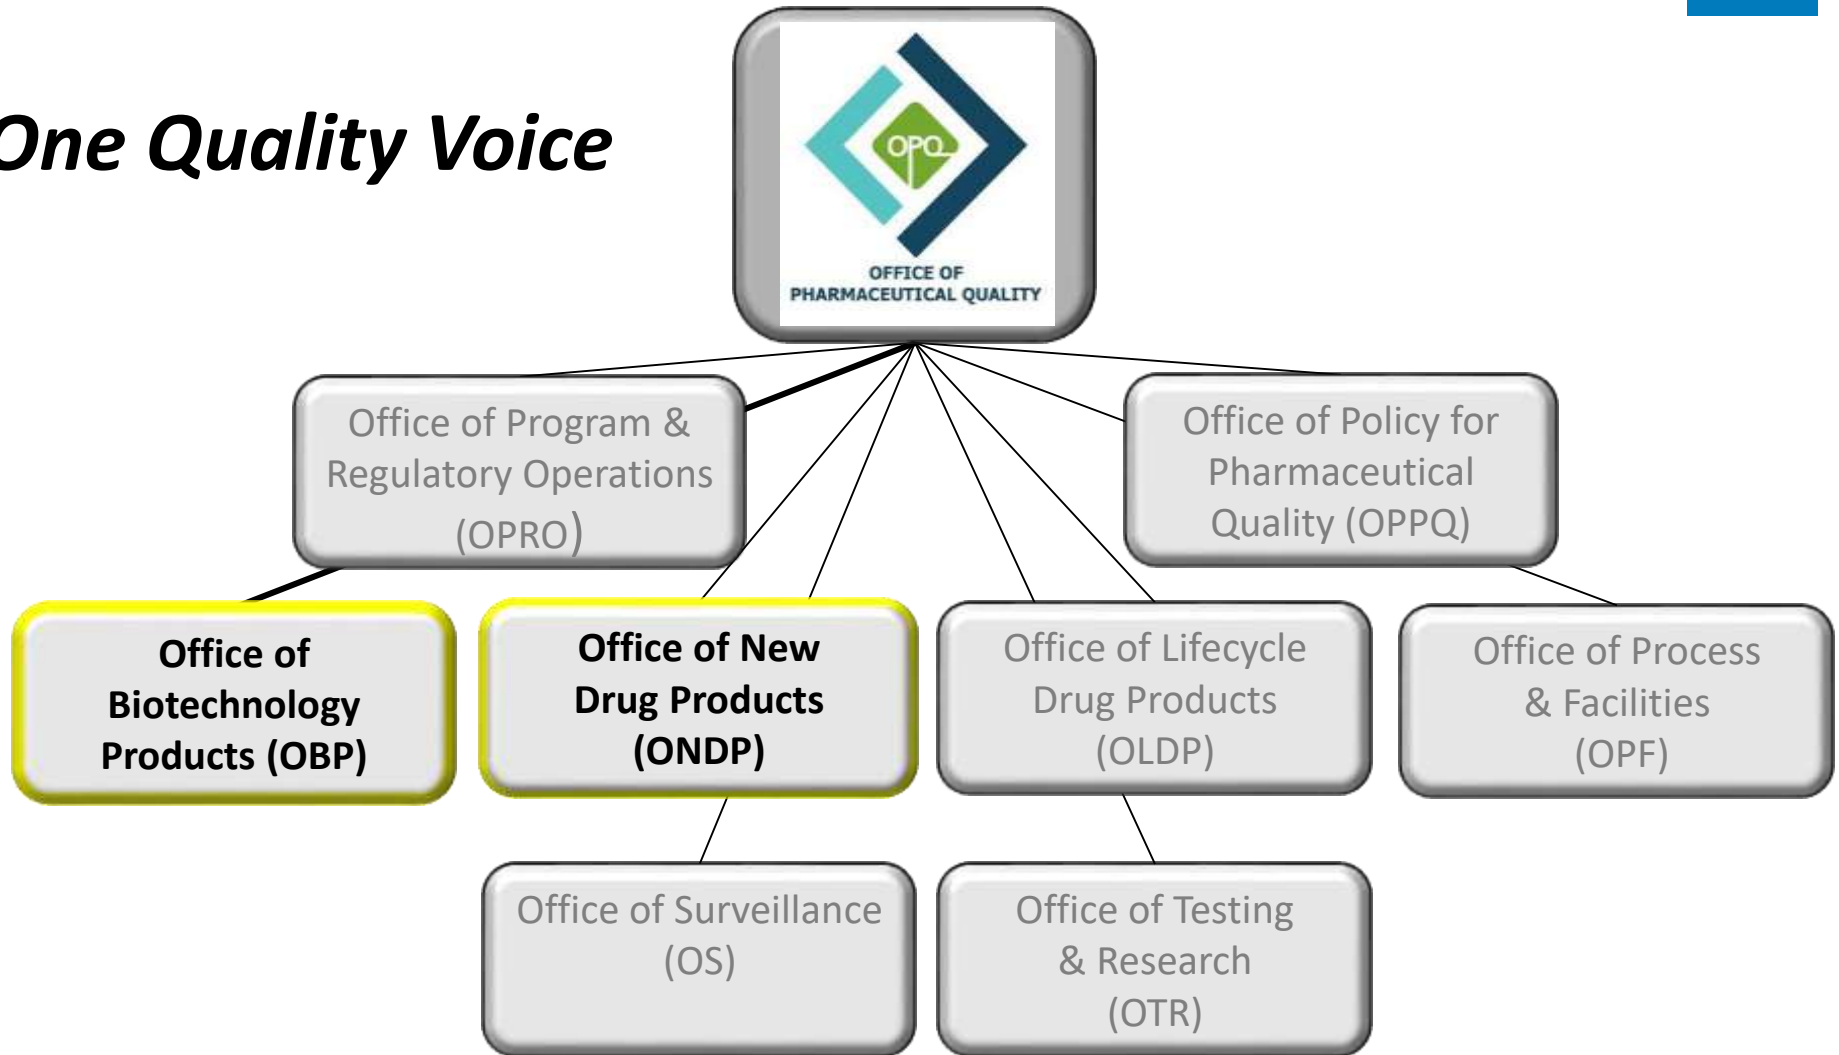 One Quality Voice
OPQ
OFFICE OF
PHARMACEUTICAL QUALITY
Office of Program &
Regulatory Operations
(OPRO)
Office of Policy for
Pharmaceutical
Quality (OPPQ)
Office of
Biotechnology
Products (OBP)
Office of New
Drug Products
(ONDP)
Office of Lifecycle
Drug Products
(OLDP)
Office of Process
& Facilities
(OPF)
Office of Surveillance
(OS)
Office of Testing
& Research
(OTR)